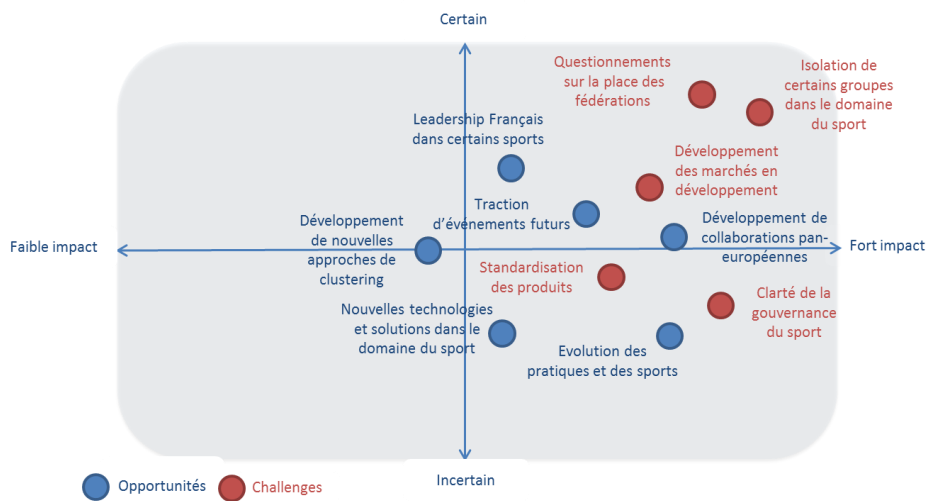 Certain
Questionnements
sur la place des
fédérations
Isolation de
certains groupes
dans le domaine
du sport
Leadership Français
dans certains sports
Développement
des marchés en
développement
Traction
d'événements futurs
Développement
de nouvelles
approches de
clustering
Développement de
collaborations pan-
européennes
Faible impact
Fort impact
Standardisation
des produits
Clarté de la
gouvernance
du sport
Nouvelles technologies
et solutions dans le
domaine du sport
Evolution des
pratiques et des sports
Incertain
Opportunités
Challenges